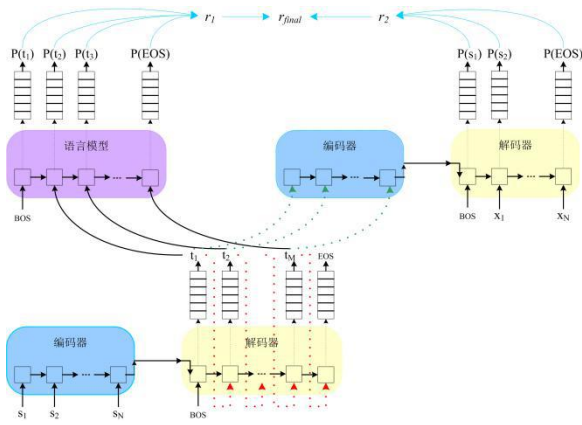 r1 rfinal r2
P(t1) P(t2) P(t3) P(EOS) P(s1) P(s2) P(EOS)
语言模型 编码器 解码器
... ... ...
BOS BOS x1 xN
t1 t2 tM EOS
编码器 解码器
... ...
s1 s2 sN BOS